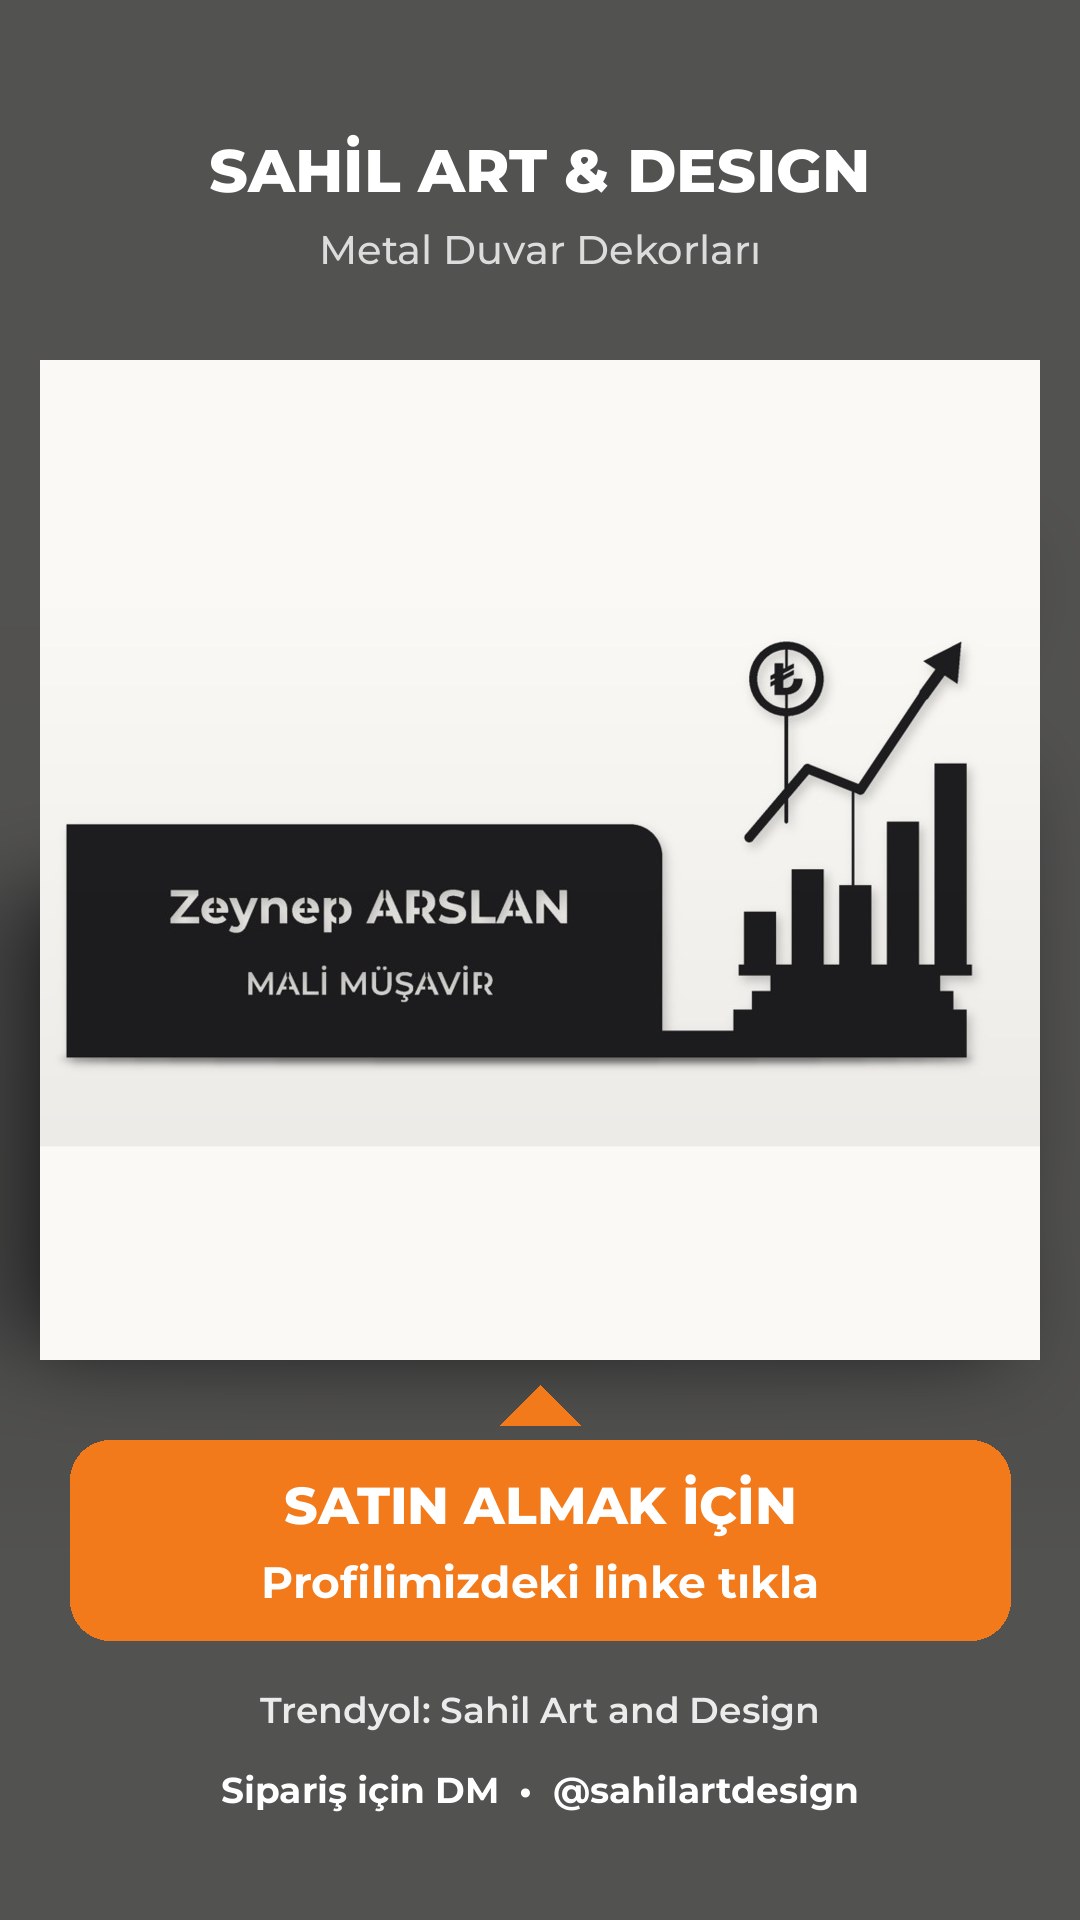 SAHİL ART & DESIGN
Metal Duvar Dekorları
₺
Zeynep ARSLAN
MALİ MÜŞAVİR
SATIN ALMAK İÇİN
Profilimizdeki linke tıkla
Trendyol: Sahil Art and Design
Sipariş için DM • @sahilartdesign